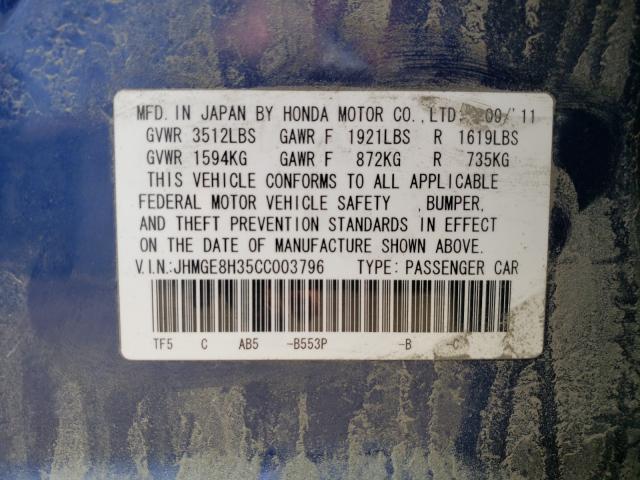 MFD. IN JAPAN BY HONDA MOTOR CO., LTD. 09/'11
GVWR 3512LBS GAWR F 1921LBS R 1619LBS
GVWR 1594KG GAWR F 872KG R 735KG
THIS VEHICLE CONFORMS TO ALL APPLICABLE
FEDERAL MOTOR VEHICLE SAFETY , BUMPER,
AND THEFT PREVENTION STANDARDS IN EFFECT
ON THE DATE OF MANUFACTURE SHOWN ABOVE.
V.I.N.:JHMGE8H35CC003796 TYPE: PASSENGER CAR
TF5 C AB5 -B553P -B -C